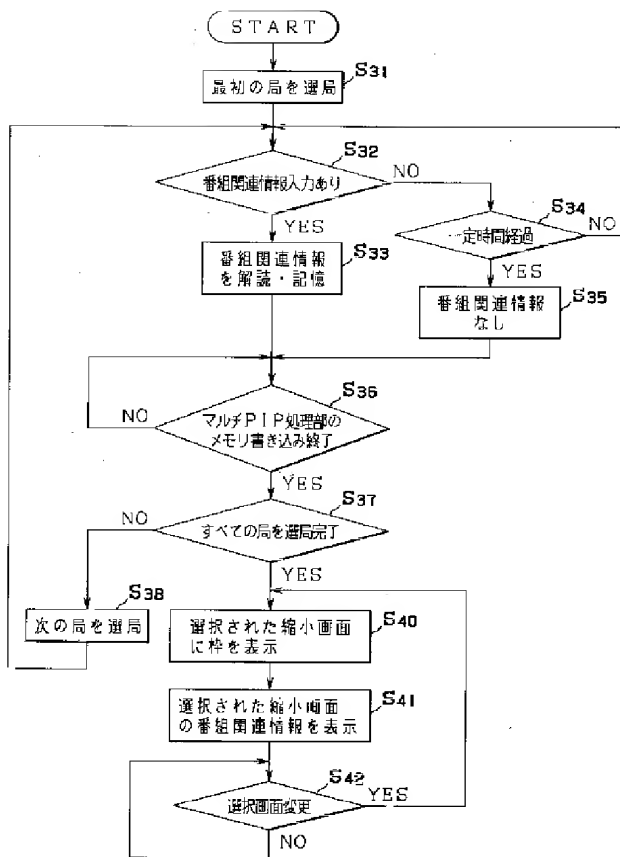 START
S31
最初の局を選局
S32
番組関連情報入力あり
NO
YES
S34
定時間経過
NO
YES
S33
番組関連情報
を解読・記憶
S35
番組関連情報
なし
S36
マルチPIP処理部の
メモリ書き込み終了
NO
YES
S37
すべての局を選局完了
NO
YES
S38
次の局を選局
S40
選択された縮小画面
に枠を表示
S41
選択された縮小画面
の番組関連情報を表示
S42
選択画面変更
YES
NO